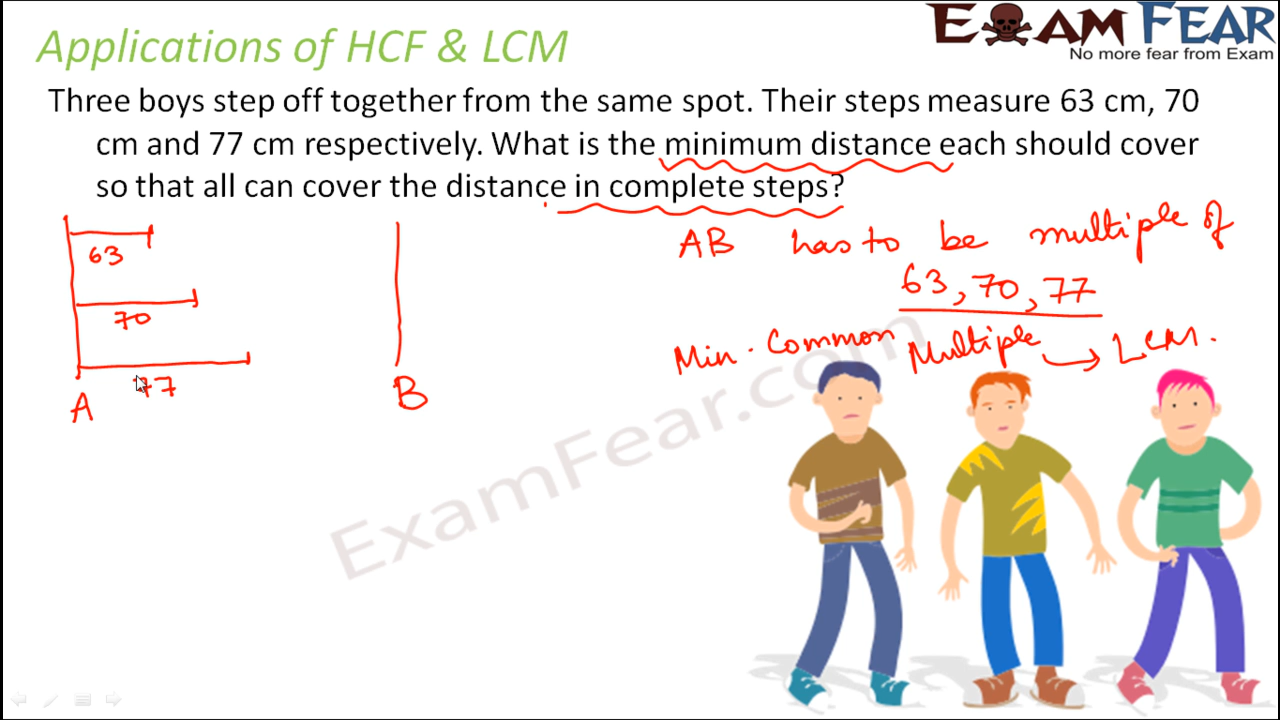 Applications of HCF & LCM
EXAM FEAR
No more fear from Exam
Three boys step off together from the same spot. Their steps measure 63 cm, 70
cm and 77 cm respectively. What is the minimum distance each should cover
so that all can cover the distance in complete steps?
63
70
77
A
B
AB has to be multiple of
63, 70, 77
Min. Common Multiple → LCM.
ExamFear.com